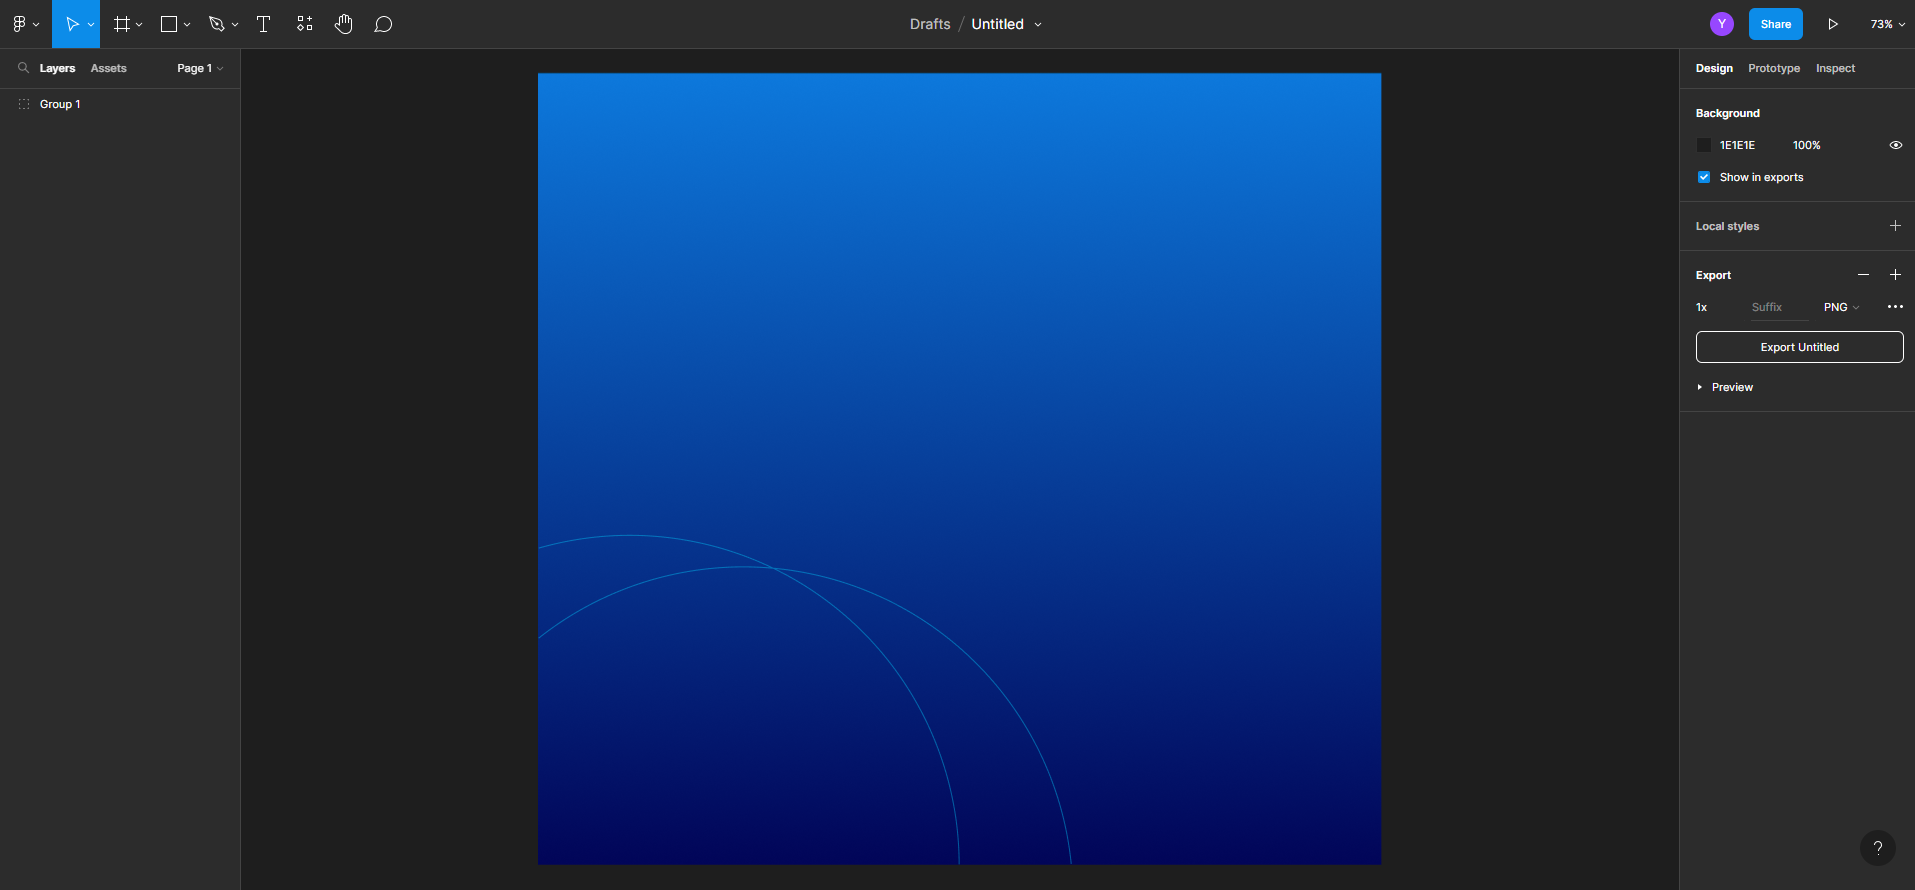 Drafts / Untitled
Y
Share
73%
Layers
Assets
Page 1
Group 1
Design
Prototype
Inspect
Background
1E1E1E
100%
Show in exports
Local styles
Export
1x
Suffix
PNG
Export Untitled
Preview
?